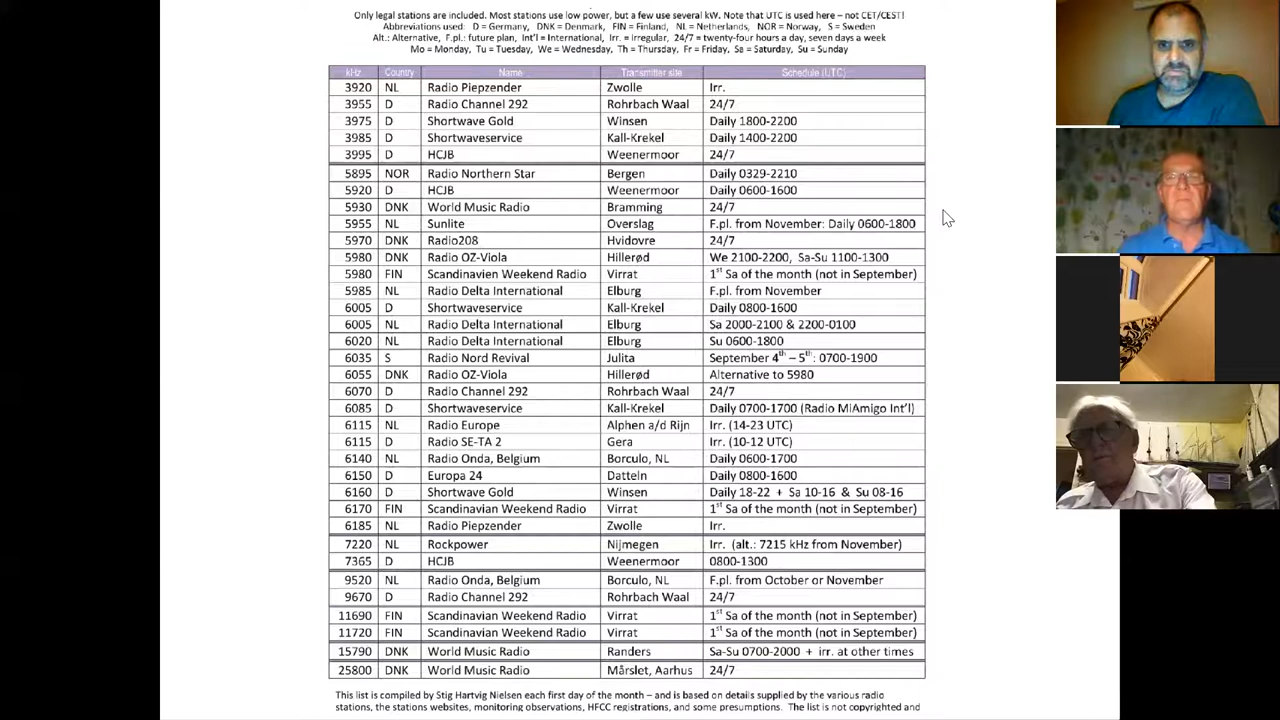 Only legal stations are included. Most stations use low power, but a few use several kW. Note that UTC is used here – not CET/CEST!
Abbreviations used: D = Germany, DNK = Denmark, FIN = Finland, NL = Netherlands, NOR = Norway, S = Sweden
Alt.: Alternative, F.pl.: future plan, Int'l = International, Irr. = irregular, 24/7 = twenty-four hours a day, seven days a week
Mo = Monday, Tu = Tuesday, We = Wednesday, Th = Thursday, Fr = Friday, Sa = Saturday, Su = Sunday
kHz Country Name Transmitter site Schedule (UTC)
3920 NL Radio Piepzender Zwolle Irr.
3955 D Radio Channel 292 Rohrbach Waal 24/7
3975 D Shortwave Gold Winsen Daily 1800-2200
3985 D Shortwaveservice Kall-Krekel Daily 1400-2200
3995 D HCJB Weenermoor 24/7
5895 NOR Radio Northern Star Bergen Daily 0329-2210
5920 D HCJB Weenermoor Daily 0600-1600
5930 DNK World Music Radio Bramming 24/7
5955 NL Sunlite Overslag F.pl. from November: Daily 0600-1800
5970 DNK Radio208 Hvidovre 24/7
5980 DNK Radio OZ-Viola Hillerød We 2100-2200, Sa-Su 1100-1300
5980 FIN Scandinavien Weekend Radio Virrat 1st Sa of the month (not in September)
5985 NL Radio Delta International Elburg F.pl. from November
6005 D Shortwaveservice Kall-Krekel Daily 0800-1600
6005 NL Radio Delta International Elburg Sa 2000-2100 & 2200-0100
6020 NL Radio Delta International Elburg Su 0600-1800
6035 S Radio Nord Revival Julita September 4th – 5th: 0700-1900
6055 DNK Radio OZ-Viola Hillerød Alternative to 5980
6070 D Radio Channel 292 Rohrbach Waal 24/7
6085 D Shortwaveservice Kall-Krekel Daily 0700-1700 (Radio MiAmigo Int'l)
6115 NL Radio Europe Alphen a/d Rijn Irr. (14-23 UTC)
6115 D Radio SE-TA 2 Gera Irr. (10-12 UTC)
6140 NL Radio Onda, Belgium Borculo, NL Daily 0600-1700
6150 D Europa 24 Datteln Daily 0800-1600
6160 D Shortwave Gold Winsen Daily 18-22 + Sa 10-16 & Su 08-16
6170 FIN Scandinavian Weekend Radio Virrat 1st Sa of the month (not in September)
6185 NL Radio Piepzender Zwolle Irr.
7220 NL Rockpower Nijmegen Irr. (alt.: 7215 kHz from November)
7365 D HCJB Weenermoor 0800-1300
9520 NL Radio Onda, Belgium Borculo, NL F.pl. from October or November
9670 D Radio Channel 292 Rohrbach Waal 24/7
11690 FIN Scandinavian Weekend Radio Virrat 1st Sa of the month (not in September)
11720 FIN Scandinavian Weekend Radio Virrat 1st Sa of the month (not in September)
15790 DNK World Music Radio Randers Sa-Su 0700-2000 + irr. at other times
25800 DNK World Music Radio Mårslet, Aarhus 24/7
This list is compiled by Stig Hartvig Nielsen each first day of the month – and is based on details supplied by the various radio
stations, the stations websites, monitoring observations, HFCC registrations, and some presumptions. The list is not copyrighted and